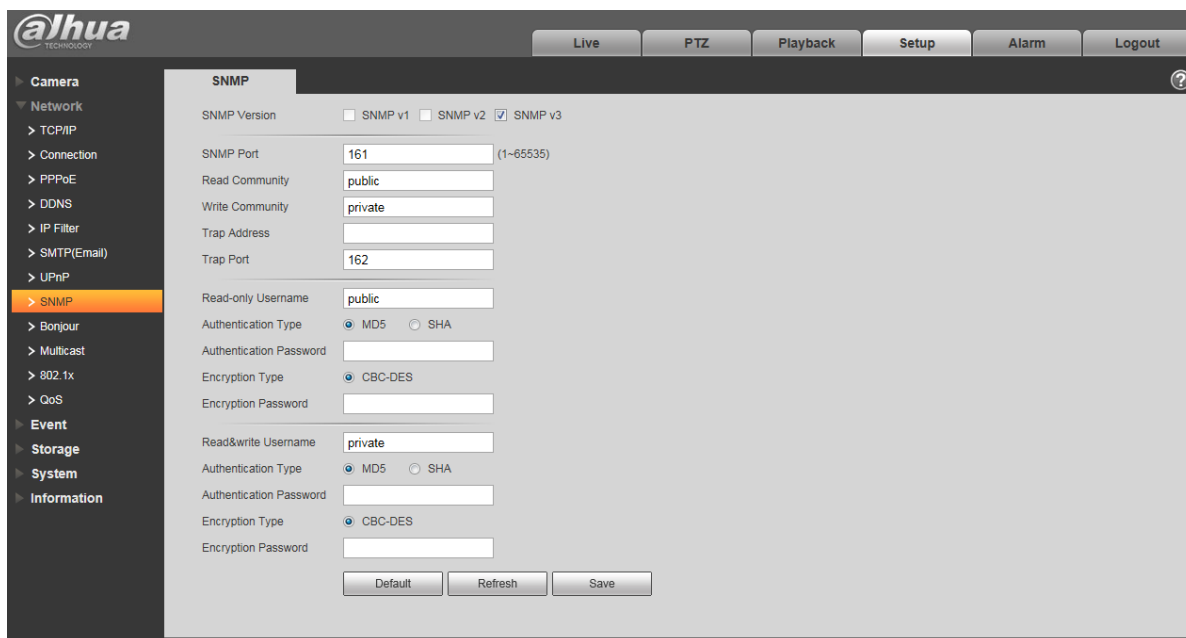 alhua
TECHNOLOGY
Live PTZ Playback Setup Alarm Logout
Camera
Network
> TCP/IP
> Connection
> PPPoE
> DDNS
> IP Filter
> SMTP(Email)
> UPnP
> SNMP
> Bonjour
> Multicast
> 802.1x
> QoS
Event
Storage
System
Information
SNMP
?
SNMP Version SNMP v1 SNMP v2 SNMP v3
SNMP Port 161 (1~65535)
Read Community public
Write Community private
Trap Address
Trap Port 162
Read-only Username public
Authentication Type MD5 SHA
Authentication Password
Encryption Type CBC-DES
Encryption Password
Read&write Username private
Authentication Type MD5 SHA
Authentication Password
Encryption Type CBC-DES
Encryption Password
Default Refresh Save